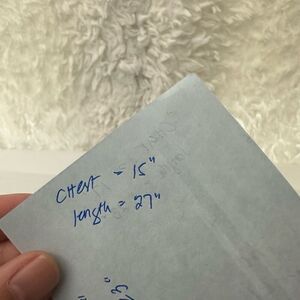 CHEST = 15"
length = 27"